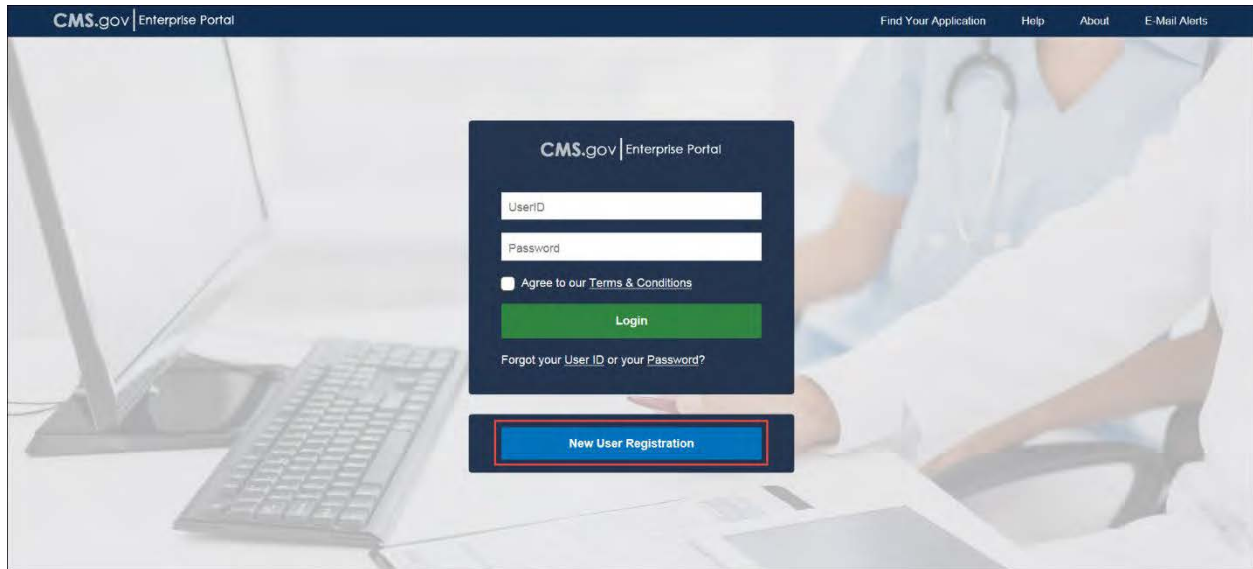 CMS.gov Enterprise Portal
Find Your Application Help About E-Mail Alerts
CMS.gov Enterprise Portal
UserID
Password
Agree to our Terms & Conditions
Login
Forgot your User ID or your Password?
New User Registration